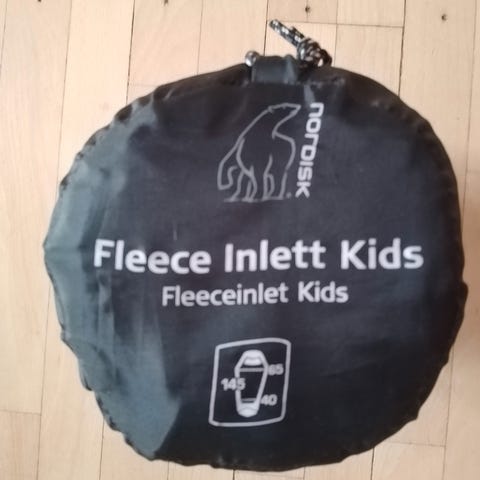 NORDISK
Fleece Inlett Kids
Fleeceinlet Kids
145 65
40